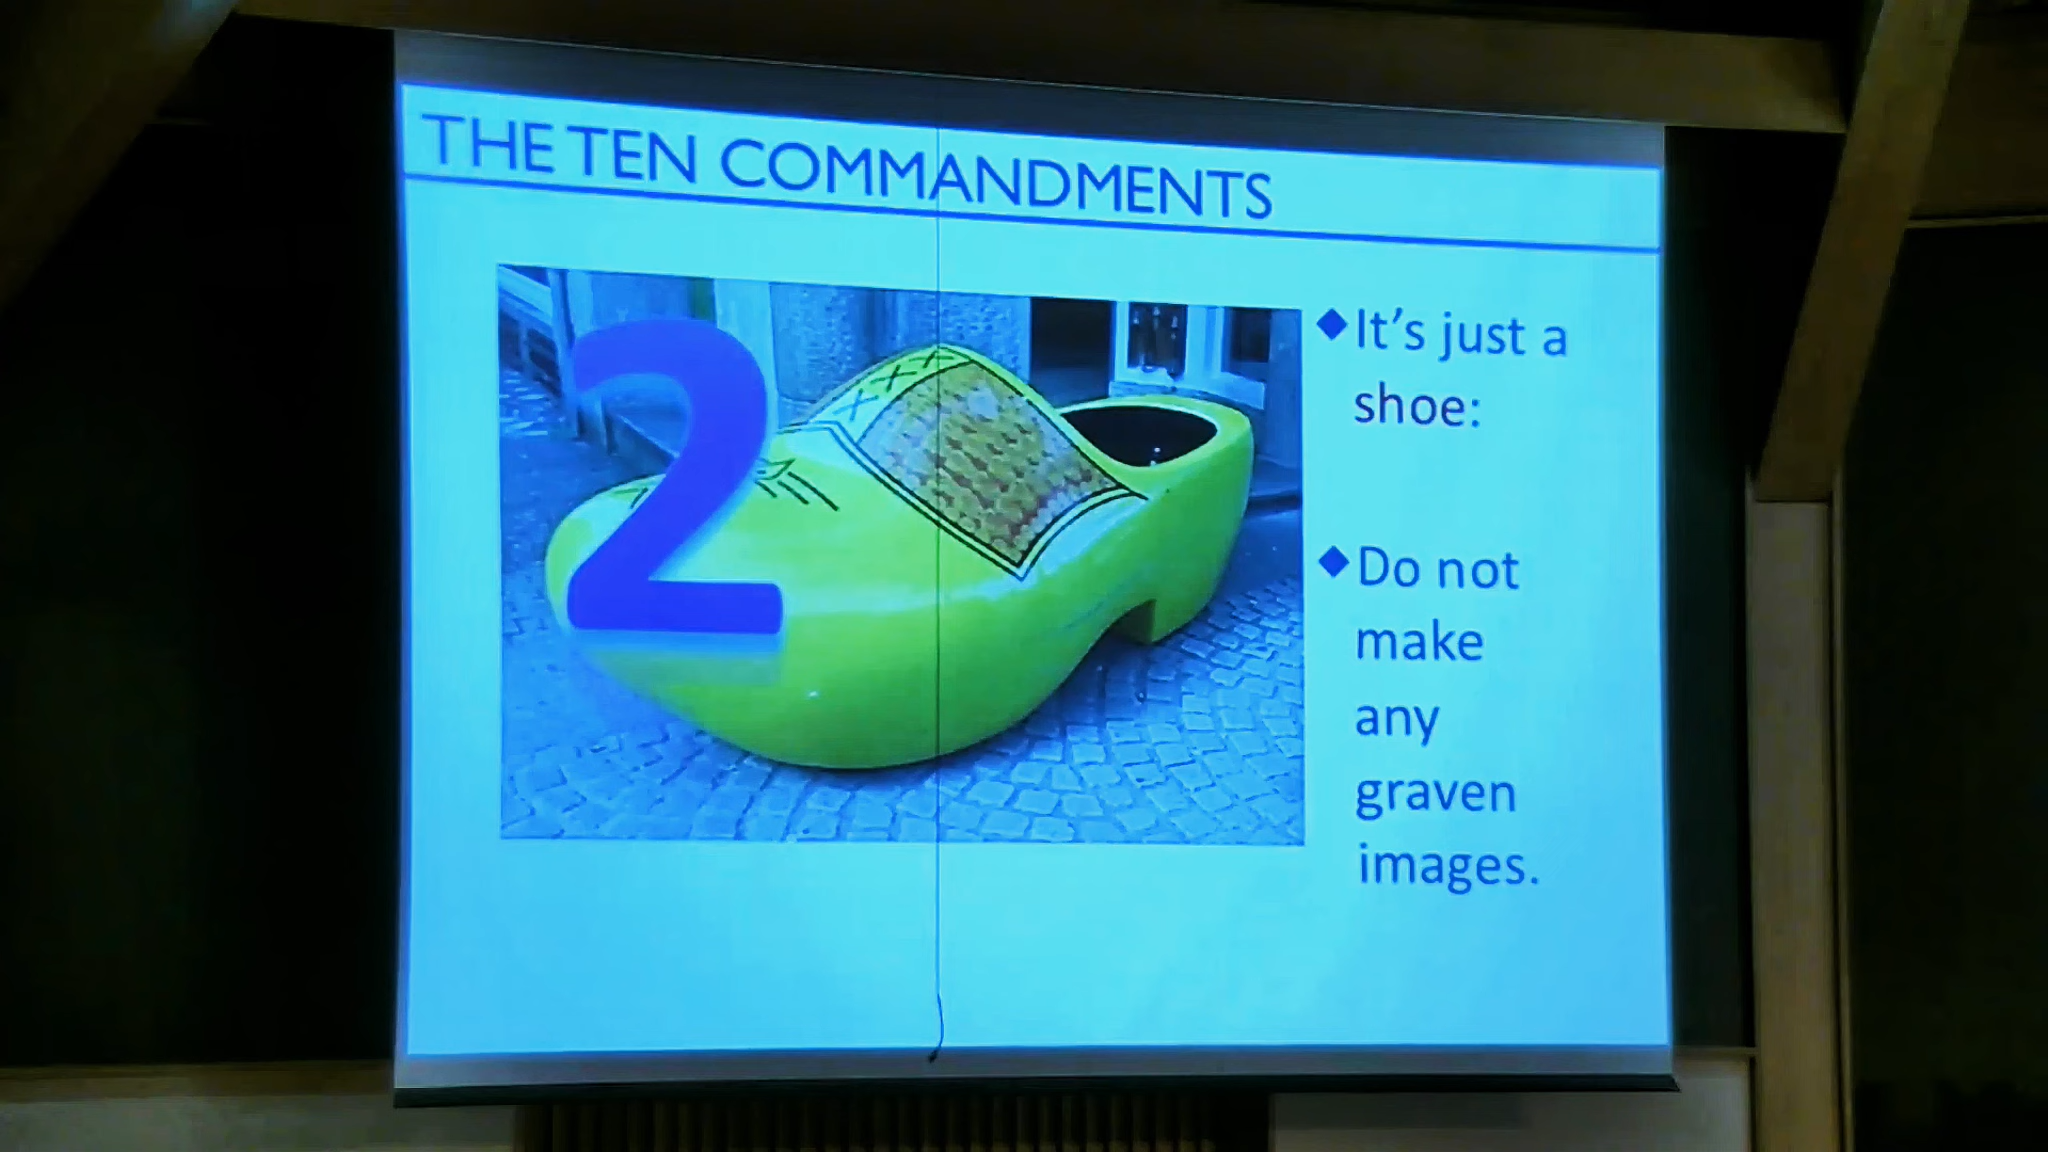 THE TEN COMMANDMENTS
2
◆It's just a
shoe:
◆Do not
make
any
graven
images.